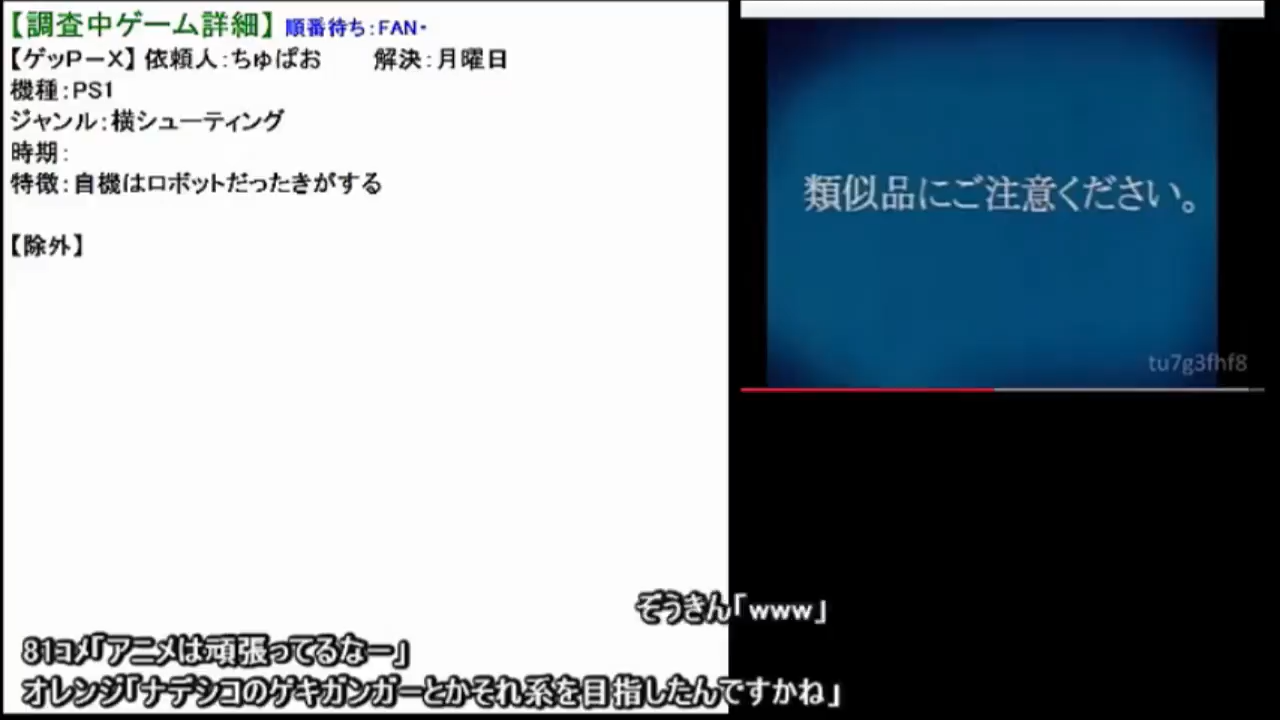 【調査中ゲーム詳細】 順番待ち:FAN-
【ゲッP-X】 依頼人:ちゅぱお 解決:月曜日
機種:PS1
ジャンル:横シューティング
時期:
特徴:自機はロボットだったきがする
【除外】
類似品にご注意ください。
tu7g3fhf8
ぞうきん「www」
81コメ「アニメは頑張ってるなー」
オレンジ「ナデシコのゲキガンガーとかそれ系を目指したんですかね」